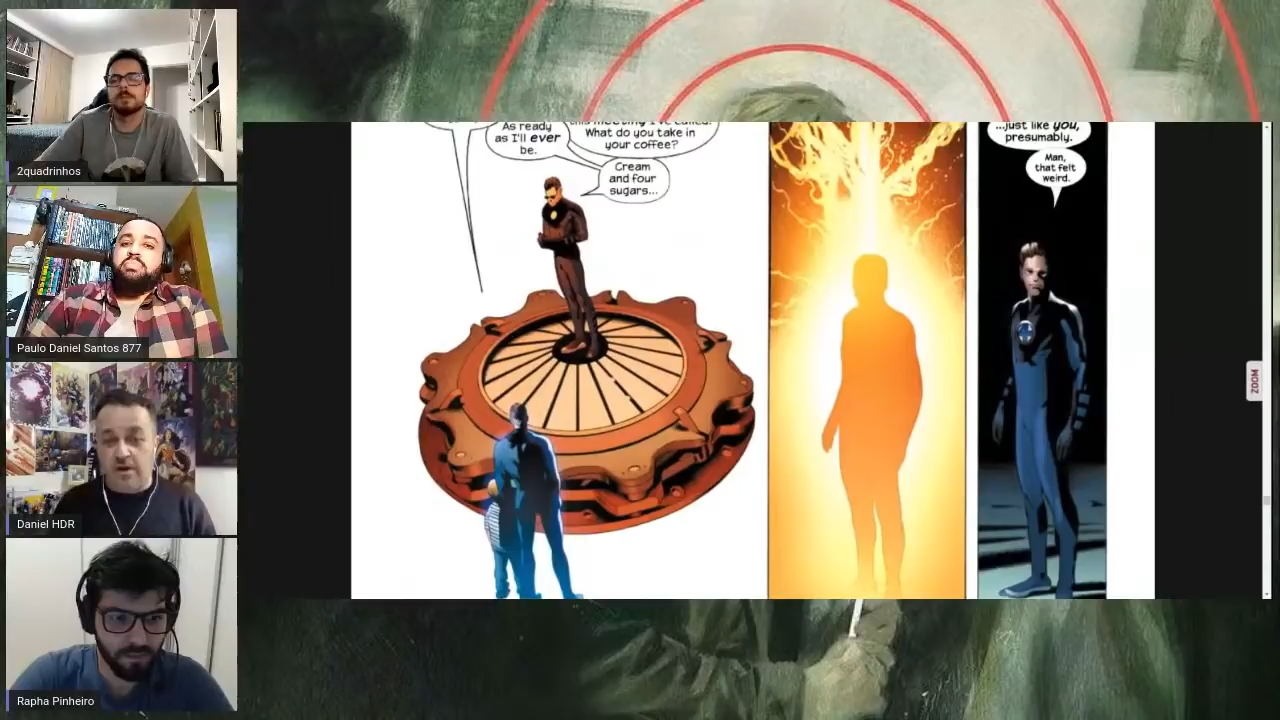 2quadrinhos
Paulo Daniel Santos 877
Daniel HDR
Rapha Pinheiro
As ready
as I'll ever
be.
this meeting I've called.
What do you take in
your coffee?
Cream
and four
sugars...
...just like you,
presumably.
Man,
that felt
weird.
ZOOM